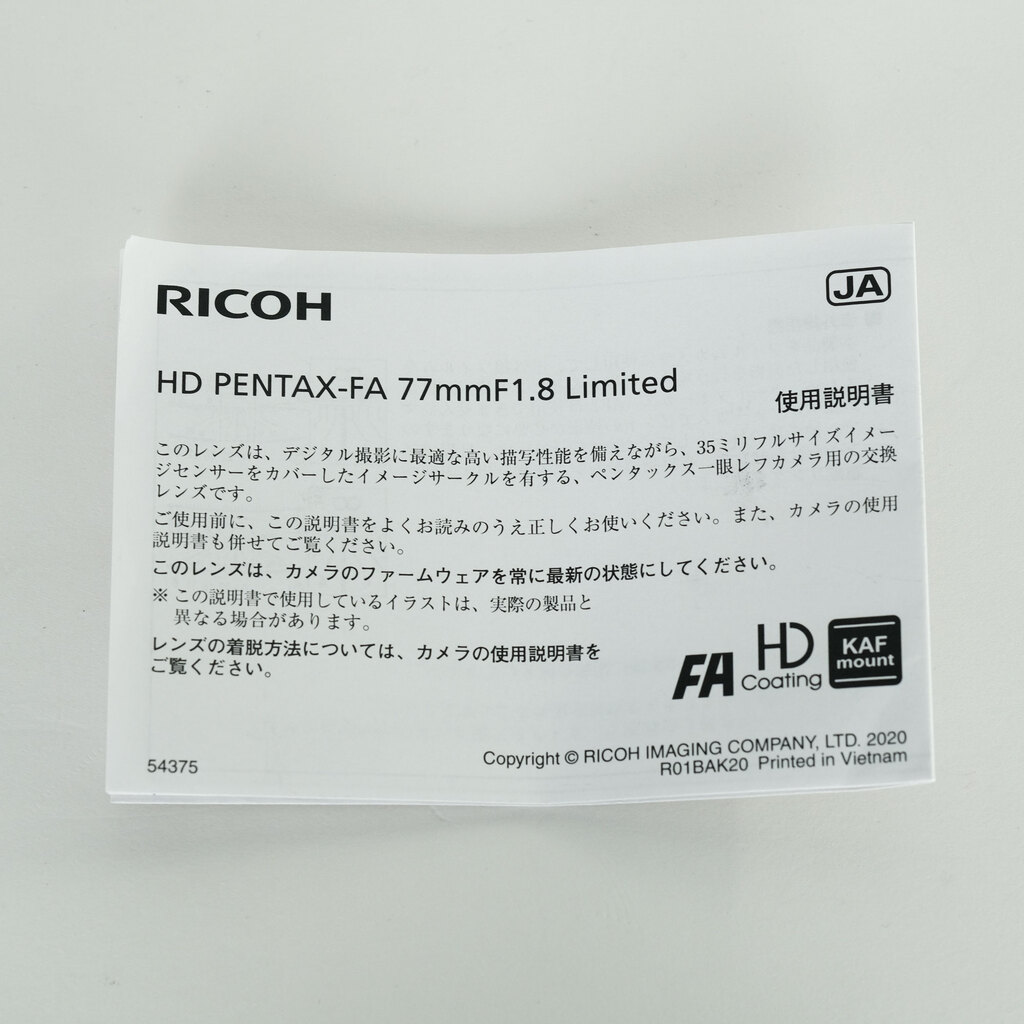 RICOH
JA
HD PENTAX-FA 77mmF1.8 Limited
使用説明書
このレンズは、デジタル撮影に最適な高い描写性能を備えながら、35ミリフルサイズイメー
ジセンサーをカバーしたイメージサークルを有する、ペンタックス一眼レフカメラ用の交換
レンズです。
ご使用前に、この説明書をよくお読みのうえ正しくお使いください。また、カメラの使用
説明書も併せてご覧ください。
このレンズは、カメラのファームウェアを常に最新の状態にしてください。
※ この説明書で使用しているイラストは、実際の製品と
異なる場合があります。
レンズの着脱方法については、カメラの使用説明書を
ご覧ください。
FA
HD
Coating
KAF
mount
54375
Copyright © RICOH IMAGING COMPANY, LTD. 2020
R01BAK20 Printed in Vietnam